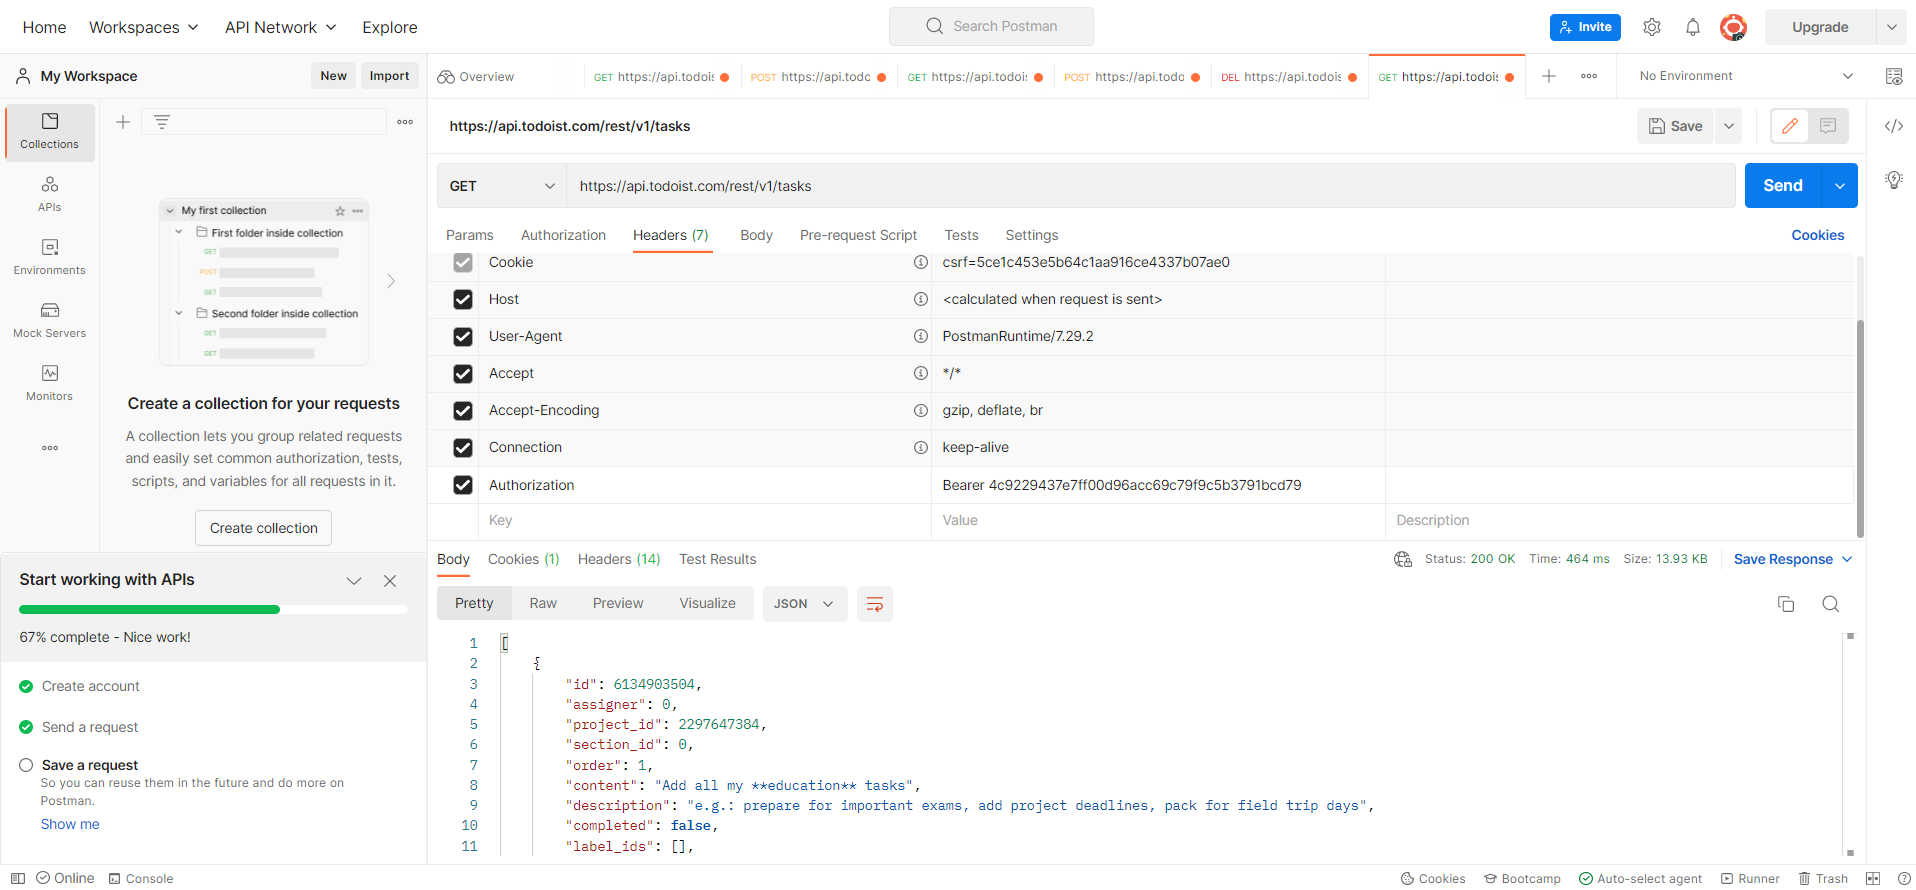 Home Workspaces API Network Explore Search Postman Invite Upgrade
My Workspace New Import
Overview GET https://api.todois POST https://api.todo GET https://api.todois POST https://api.todo DEL https://api.todois GET https://api.todois ooo No Environment
Collections
APIs
Environments
Mock Servers
Monitors
My first collection
First folder inside collection
GET
POST
GET
Second folder inside collection
GET
GET
Create a collection for your requests
A collection lets you group related requests
and easily set common authorization, tests,
scripts, and variables for all requests in it.
Create collection
Start working with APIs
67% complete - Nice work!
Create account
Send a request
Save a request
So you can reuse them in the future and do more on
Postman.
Show me
https://api.todoist.com/rest/v1/tasks Save
GET https://api.todoist.com/rest/v1/tasks Send
Params Authorization Headers (7) Body Pre-request Script Tests Settings Cookies
Cookie csrf=5ce1c453e5b64c1aa916ce4337b07ae0
Host <calculated when request is sent>
User-Agent PostmanRuntime/7.29.2
Accept */*
Accept-Encoding gzip, deflate, br
Connection keep-alive
Authorization Bearer 4c9229437e7ff00d96acc69c79f9c5b3791bcd79
Key Value Description
Body Cookies (1) Headers (14) Test Results Status: 200 OK Time: 464 ms Size: 13.93 KB Save Response
Pretty Raw Preview Visualize JSON
1 [
2 {
3 "id": 6134903504,
4 "assigner": 0,
5 "project_id": 2297647384,
6 "section_id": 0,
7 "order": 1,
8 "content": "Add all my **education** tasks",
9 "description": "e.g.: prepare for important exams, add project deadlines, pack for field trip days",
10 "completed": false,
11 "label_ids": [],
Online Console Cookies Bootcamp Auto-select agent Runner Trash